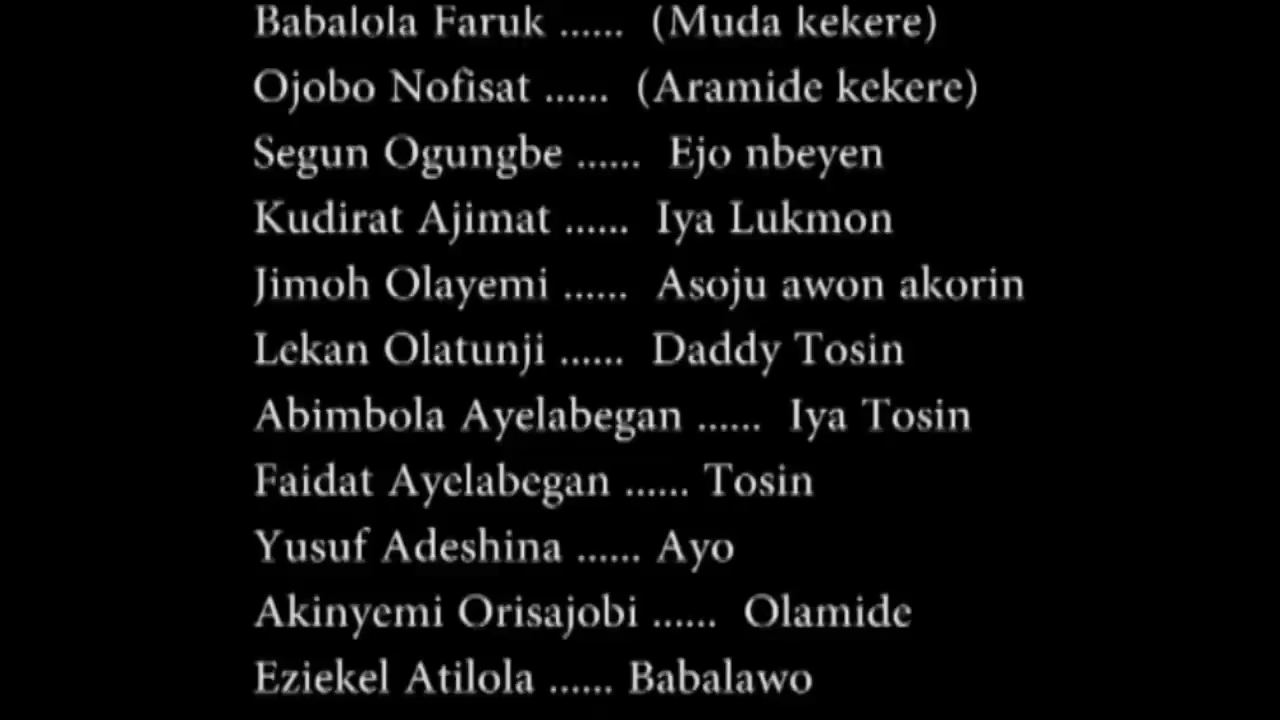 Babalola Faruk ...... (Muda kekere)
Ojobo Nofisat ...... (Aramide kekere)
Segun Ogungbe ...... Ejo nbeyen
Kudirat Ajimat ...... Iya Lukmon
Jimoh Olayemi ...... Asoju awon akorin
Lekan Olatunji ...... Daddy Tosin
Abimbola Ayelabegan ...... Iya Tosin
Faidat Ayelabegan ...... Tosin
Yusuf Adeshina ...... Ayo
Akinyemi Orisajobi ...... Olamide
Eziekel Atilola ...... Babalawo